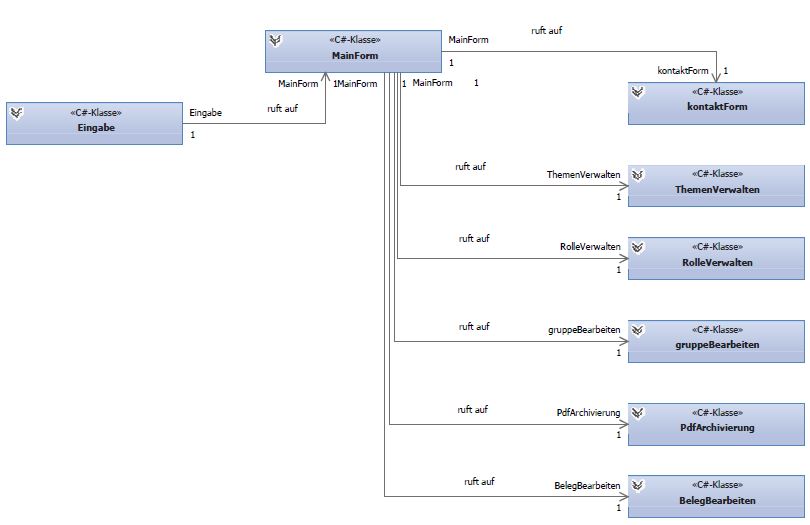 ruft auf
«C#-Klasse»
MainForm
MainForm
1
kontaktForm 1
MainForm 1MainForm 1 MainForm 1
«C#-Klasse»
kontaktForm
«C#-Klasse»
Eingabe
Eingabe
1
ruft auf
ruft auf
ThemenVerwalten
1
«C#-Klasse»
ThemenVerwalten
ruft auf
RolleVerwalten
1
«C#-Klasse»
RolleVerwalten
ruft auf
gruppeBearbeiten
1
«C#-Klasse»
gruppeBearbeiten
ruft auf
PdfArchivierung
1
«C#-Klasse»
PdfArchivierung
ruft auf
BelegBearbeiten
1
«C#-Klasse»
BelegBearbeiten